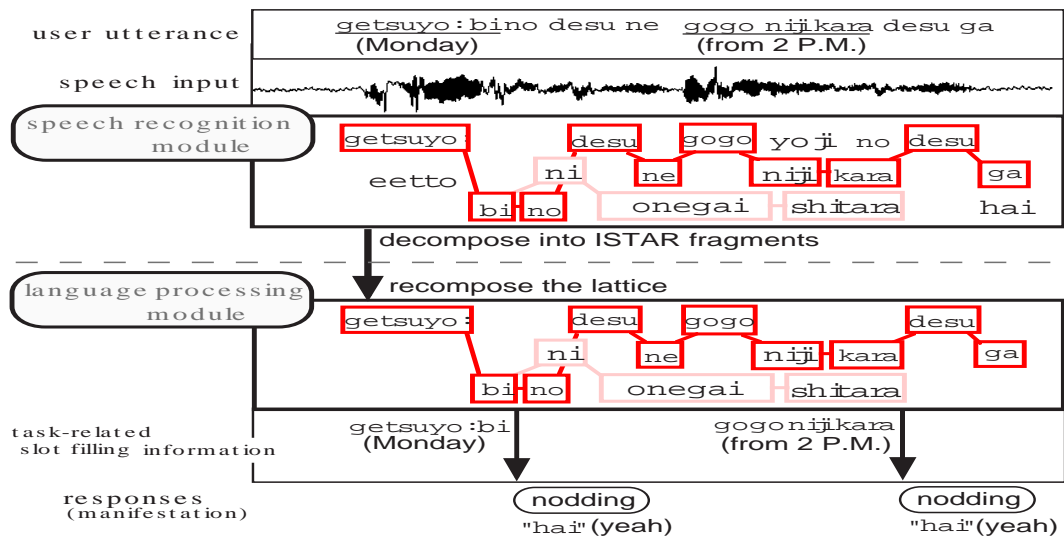 user utterance
getsuyo:bino desu ne gogo nijikara desu ga
(Monday) (from 2 P.M.)
speech input
speech recognition
module
getsuyo: desu gogo yoji no desu
eetto ni ne niji kara ga
bi no onegai shitara hai
decompose into ISTAR fragments
language processing
module
recompose the lattice
getsuyo: desu gogo desu
ni ne niji kara ga
bi no onegai shitara
task-related
slot filling information
getsuyo:bi gogonijikara
(Monday) (from 2 P.M.)
responses
(manifestation)
nodding nodding
"hai"(yeah) "hai"(yeah)